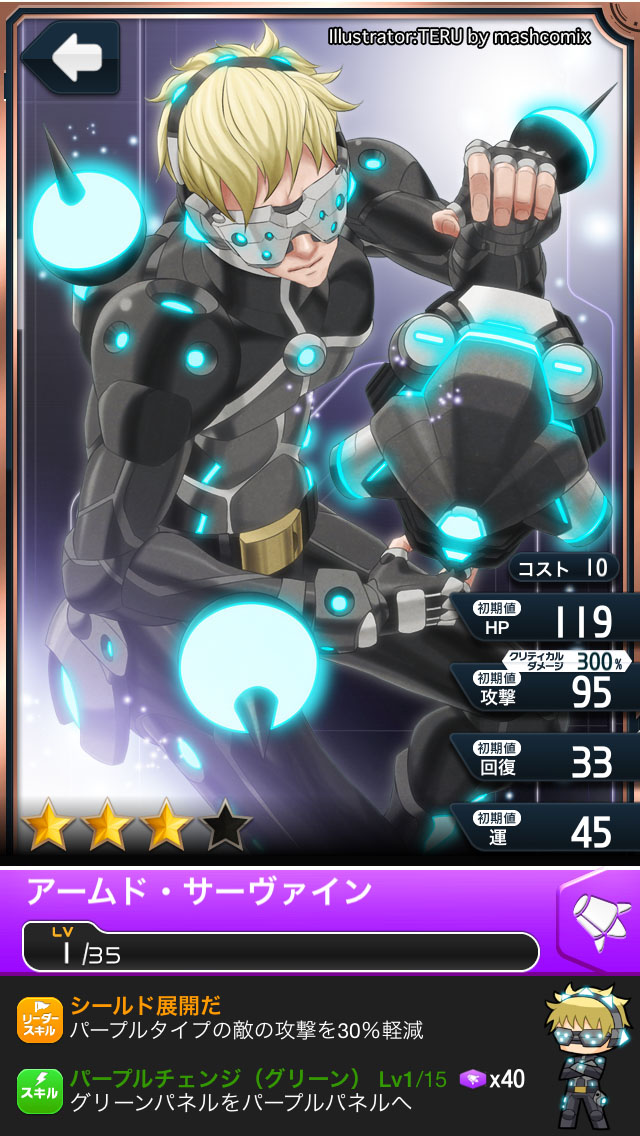 Illustrator:TERU by mashcomix
コスト 10
初期値
HP 119
クリティカル
ダメージ 300%
初期値
攻撃 95
初期値
回復 33
初期値
運 45
アームド・サーヴァイン
LV
1/35
リーダー
スキル
シールド展開だ
パープルタイプの敵の攻撃を30%軽減
スキル
パープルチェンジ（グリーン） Lv1/15 x40
グリーンパネルをパープルパネルへ